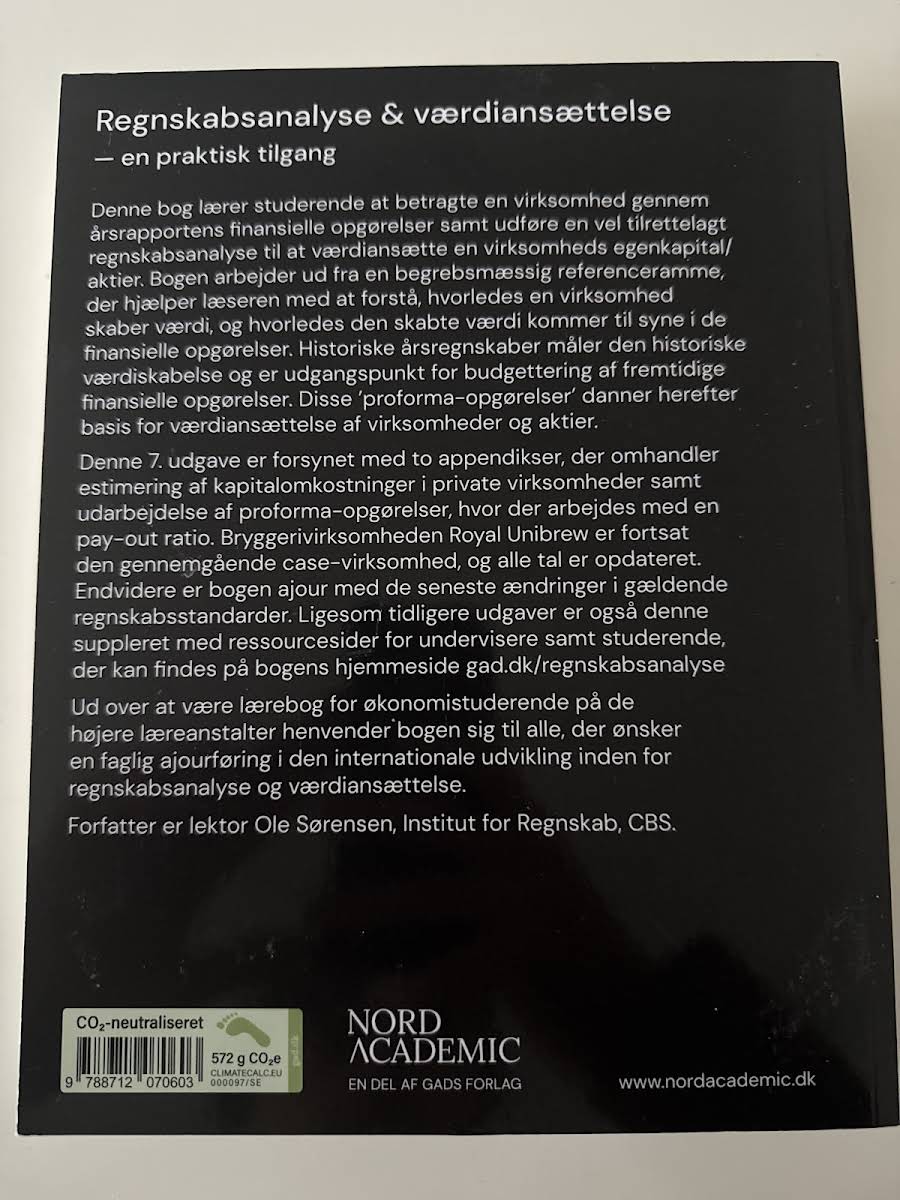 Regnskabsanalyse & værdiansættelse
— en praktisk tilgang
Denne bog lærer studerende at betragte en virksomhed gennem
årsrapportens finansielle opgørelser samt udføre en vel tilrettelagt
regnskabsanalyse til at værdiansætte en virksomheds egenkapital/
aktier. Bogen arbejder ud fra en begrebsmæssig referenceramme,
der hjælper læseren med at forstå, hvorledes en virksomhed
skaber værdi, og hvorledes den skabte værdi kommer til syne i de
finansielle opgørelser. Historiske årsregnskaber måler den historiske
værdiskabelse og er udgangspunkt for budgettering af fremtidige
finansielle opgørelser. Disse ’proforma-opgørelser’ danner herefter
basis for værdiansættelse af virksomheder og aktier.
Denne 7. udgave er forsynet med to appendikser, der omhandler
estimering af kapitalomkostninger i private virksomheder samt
udarbejdelse af proforma-opgørelser, hvor der arbejdes med en
pay-out ratio. Bryggerivirksomheden Royal Unibrew er fortsat
den gennemgående case-virksomhed, og alle tal er opdateret.
Endvidere er bogen ajour med de seneste ændringer i gældende
regnskabsstandarder. Ligesom tidligere udgaver er også denne
suppleret med ressourcesider for undervisere samt studerende,
der kan findes på bogens hjemmeside gad.dk/regnskabsanalyse
Ud over at være lærebog for økonomistuderende på de
højere læreanstalter henvender bogen sig til alle, der ønsker
en faglig ajourføring i den internationale udvikling inden for
regnskabsanalyse og værdiansættelse.
Forfatter er lektor Ole Sørensen, Institut for Regnskab, CBS.
CO₂-neutraliseret
572 g CO₂e
CLIMATECALC.EU
000097/SE
gad.dk
9 788712 070603
NORD
ACADEMIC
EN DEL AF GADS FORLAG
www.nordacademic.dk